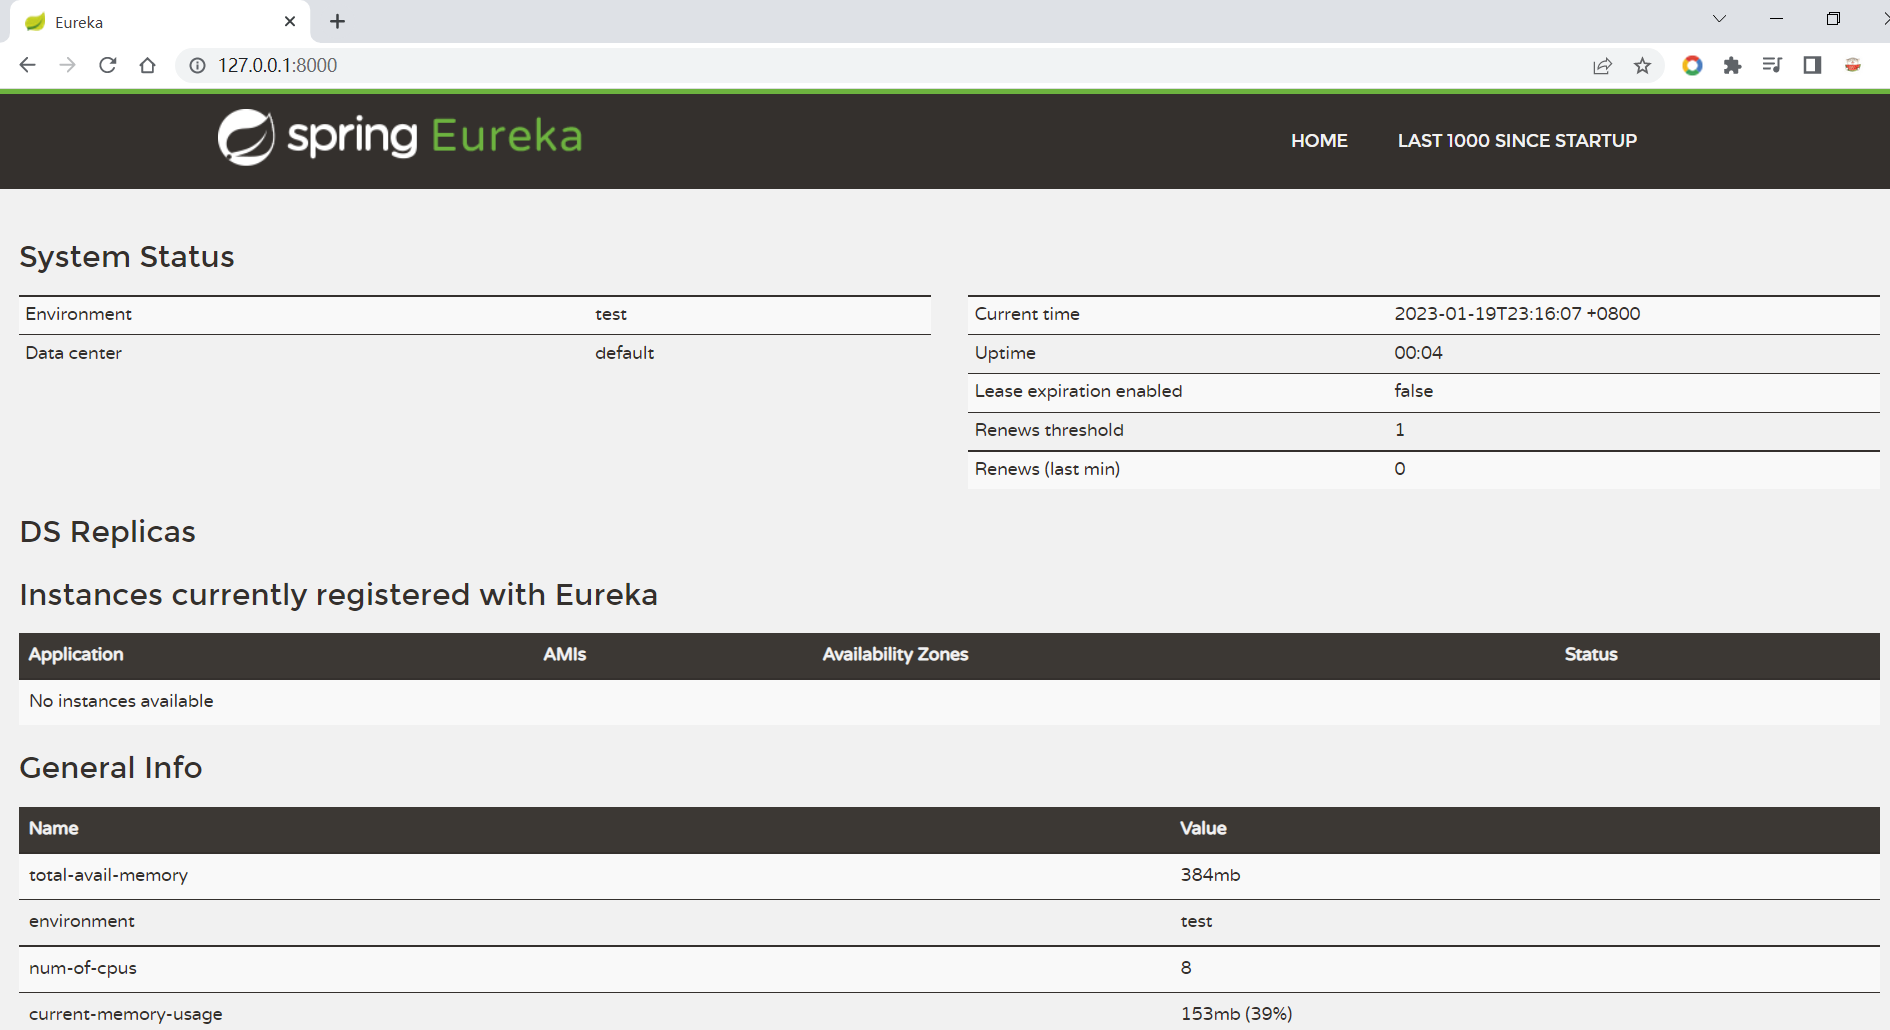 Eureka
127.0.0.1:8000
spring Eureka
HOME LAST 1000 SINCE STARTUP
System Status
Environment test
Data center default
Current time 2023-01-19T23:16:07 +0800
Uptime 00:04
Lease expiration enabled false
Renews threshold 1
Renews (last min) 0
DS Replicas
Instances currently registered with Eureka
Application AMIs Availability Zones Status
No instances available
General Info
Name Value
total-avail-memory 384mb
environment test
num-of-cpus 8
current-memory-usage 153mb (39%)